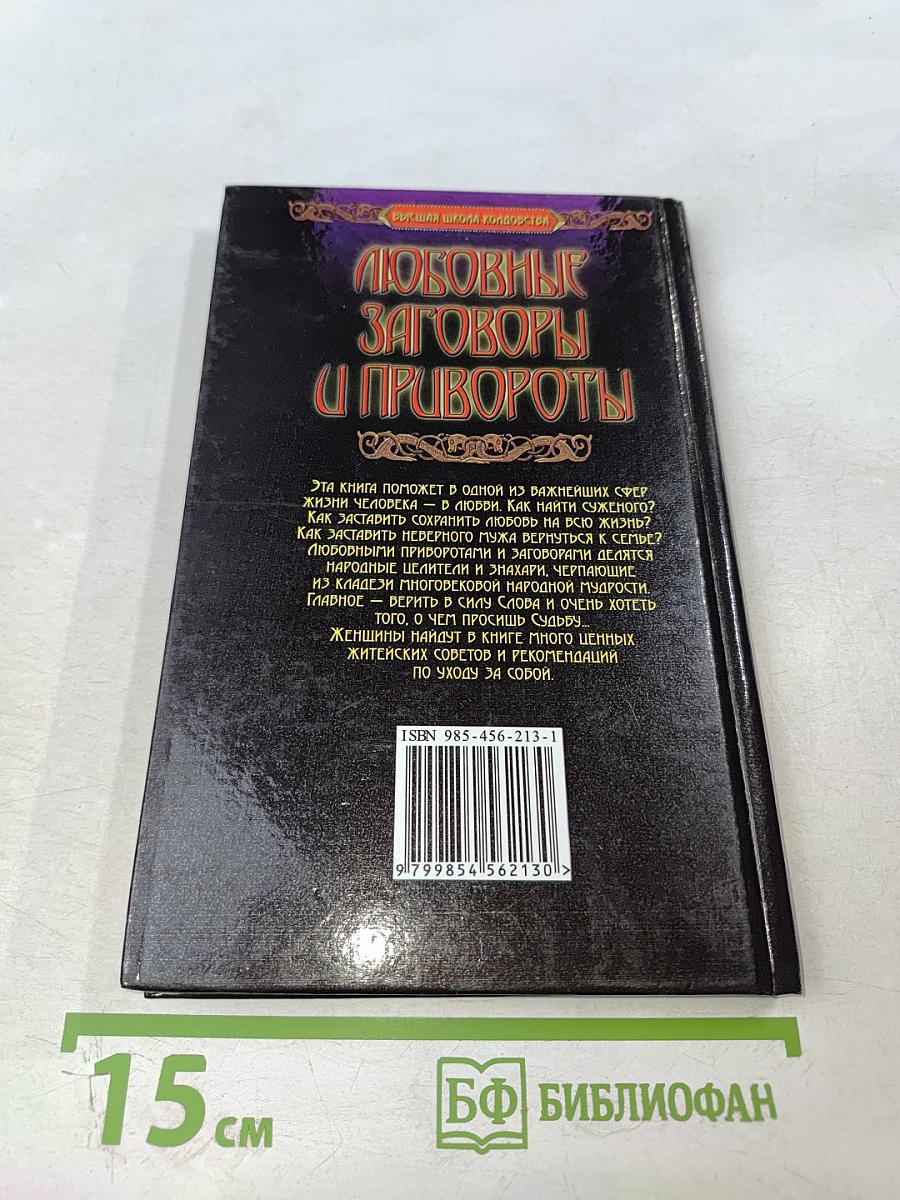 ВЫСШАЯ ШКОЛА КОЛДОВСТВА
ЛЮБОВНЫЕ
ЗАГОВОРЫ
И ПРИВОРОТЫ
Эта книга поможет в одной из важнейших сфер
жизни человека — в любви. Как найти суженого?
Как заставить сохранить любовь на всю жизнь?
Как заставить неверного мужа вернуться к семье?
Любовными приворотами и заговорами делятся
народные целители и знахари, черпающие
из кладези многовековой народной мудрости.
Главное — верить в силу Слова и очень хотеть
того, о чем просишь Судьбу...
Женщины найдут в книге много ценных
житейских советов и рекомендаций
по уходу за собой.
ISBN 985-456-213-1
9 799854 562130 >
15 см
БФ БИБЛИОФАН